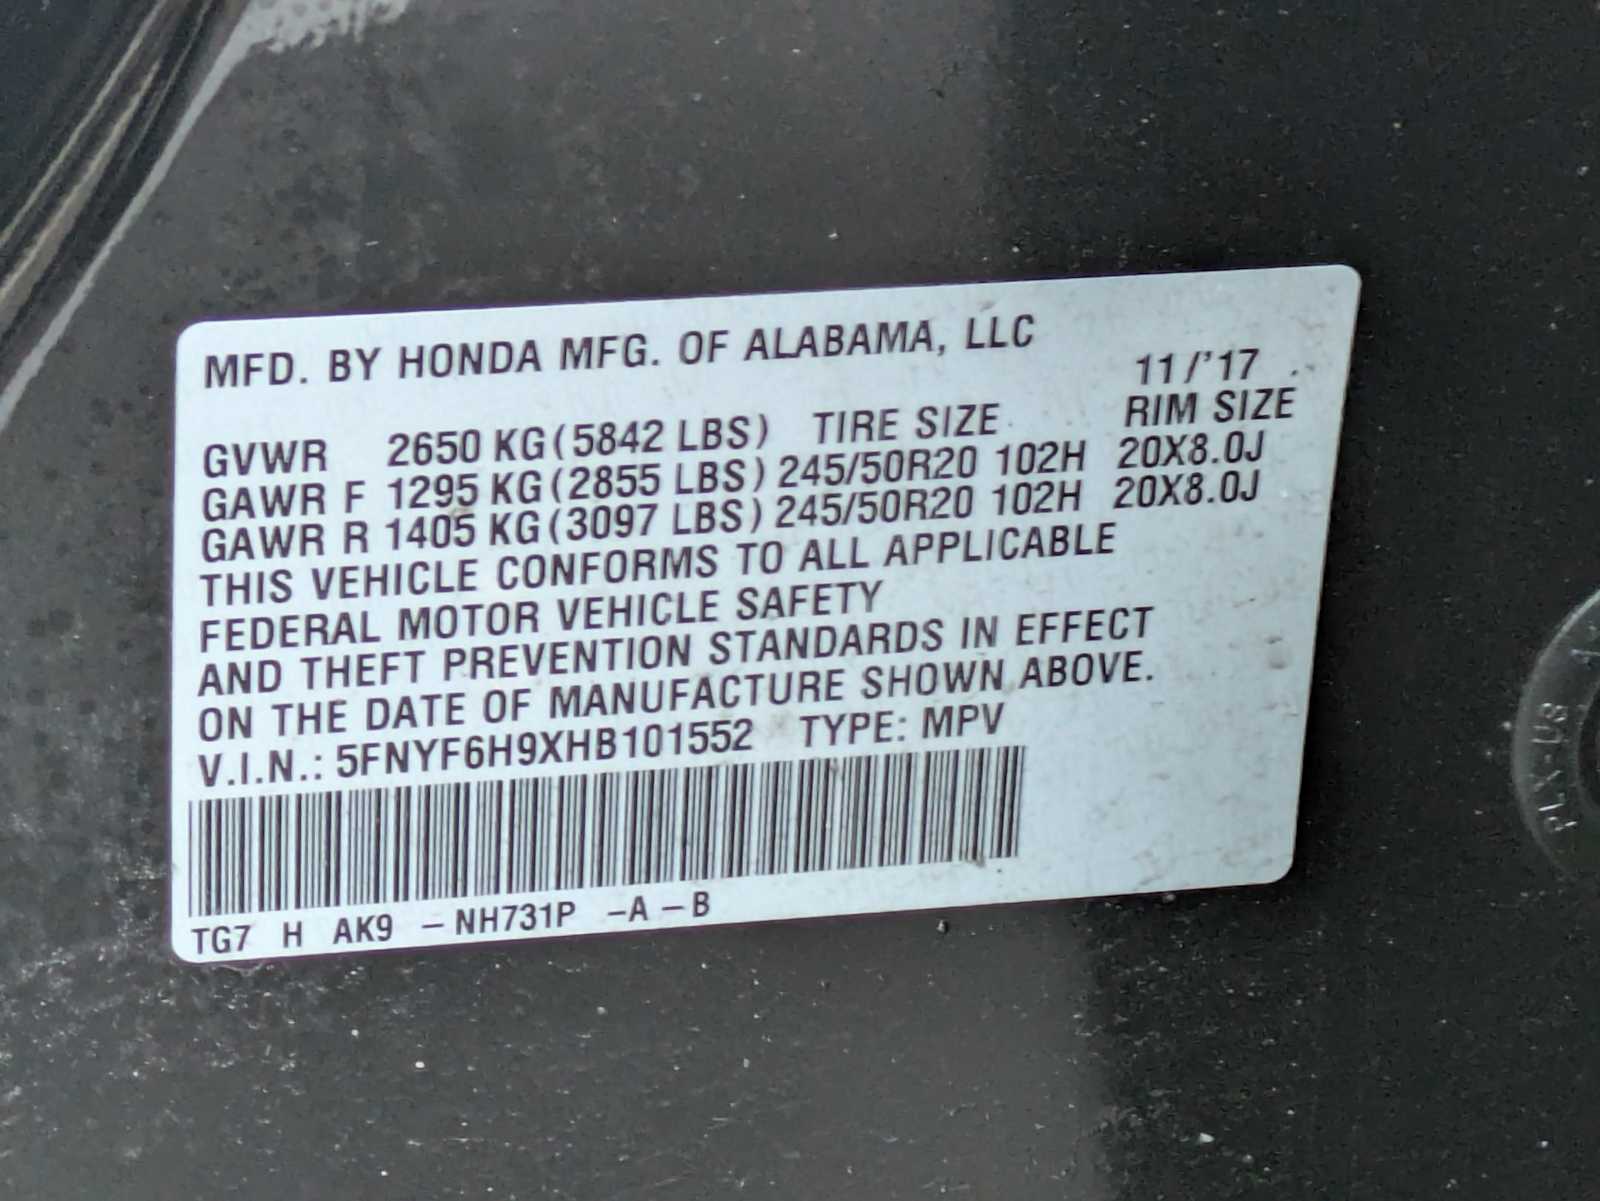 MFD. BY HONDA MFG. OF ALABAMA, LLC
11/'17
GVWR 2650 KG (5842 LBS) TIRE SIZE RIM SIZE
GAWR F 1295 KG (2855 LBS) 245/50R20 102H 20X8.0J
GAWR R 1405 KG (3097 LBS) 245/50R20 102H 20X8.0J
THIS VEHICLE CONFORMS TO ALL APPLICABLE
FEDERAL MOTOR VEHICLE SAFETY
AND THEFT PREVENTION STANDARDS IN EFFECT
ON THE DATE OF MANUFACTURE SHOWN ABOVE.
V.I.N.: 5FNYF6H9XHB101552 TYPE: MPV
TG7 H AK9 -NH731P -A -B